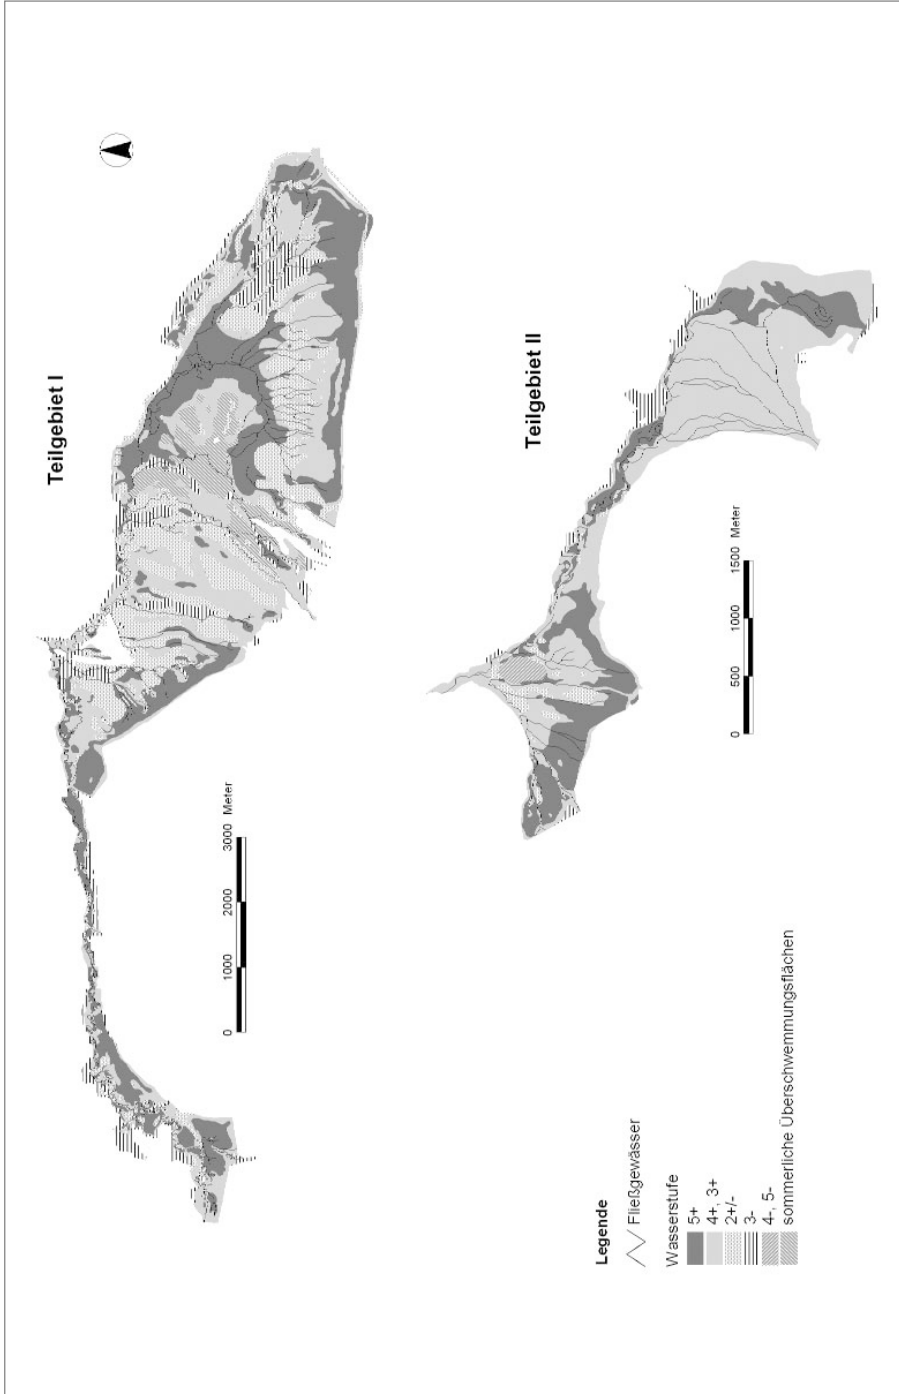 Teilgebiet I
0 1000 2000 3000 Meter
Teilgebiet II
0 500 1000 1500 Meter
Legende
Fließgewässer
Wasserstufe
5+
4+, 3+
2+/-
3-
4-, 5-
sommerliche Überschwemmungsflächen